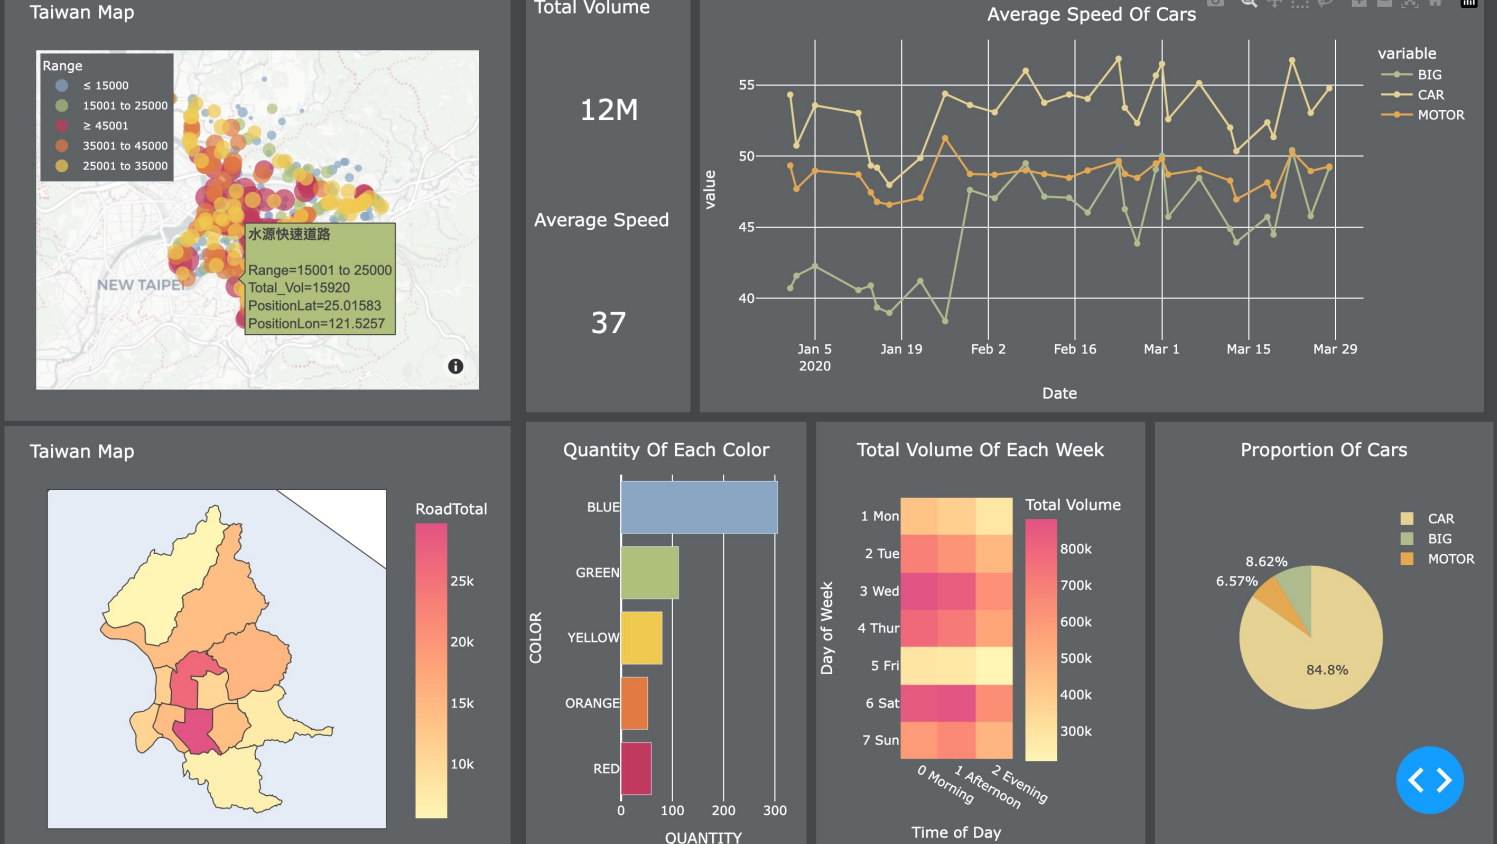 Taiwan Map
Range
≤ 15000
15001 to 25000
≥ 45001
35001 to 45000
25001 to 35000
NEW TAIPEI
水源快速道路
Range=15001 to 25000
Total_Vol=15920
PositionLat=25.01583
PositionLon=121.5257
Total Volume
12M
Average Speed
37
Average Speed Of Cars
value
55
50
45
40
Jan 5
2020
Jan 19
Feb 2
Feb 16
Mar 1
Mar 15
Mar 29
Date
variable
BIG
CAR
MOTOR
Taiwan Map
RoadTotal
25k
20k
15k
10k
Quantity Of Each Color
COLOR
BLUE
GREEN
YELLOW
ORANGE
RED
0
100
200
300
QUANTITY
Total Volume Of Each Week
Day of Week
1 Mon
2 Tue
3 Wed
4 Thur
5 Fri
6 Sat
7 Sun
0 Morning
1 Afternoon
2 Evening
Time of Day
Total Volume
800k
700k
600k
500k
400k
300k
Proportion Of Cars
CAR
BIG
MOTOR
8.62%
6.57%
84.8%